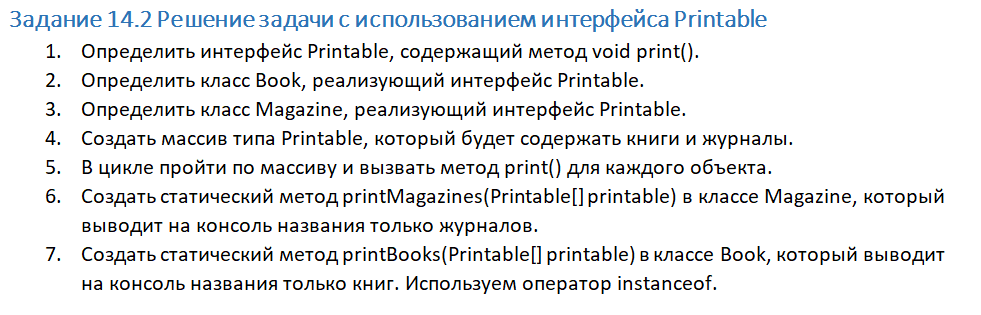 Задание 14.2 Решение задачи с использованием интерфейса Printable
1. Определить интерфейс Printable, содержащий метод void print().
2. Определить класс Book, реализующий интерфейс Printable.
3. Определить класс Magazine, реализующий интерфейс Printable.
4. Создать массив типа Printable, который будет содержать книги и журналы.
5. В цикле пройти по массиву и вызвать метод print() для каждого объекта.
6. Создать статический метод printMagazines(Printable[] printable) в классе Magazine, который
выводит на консоль названия только журналов.
7. Создать статический метод printBooks(Printable[] printable) в классе Book, который выводит
на консоль названия только книг. Используем оператор instanceof.